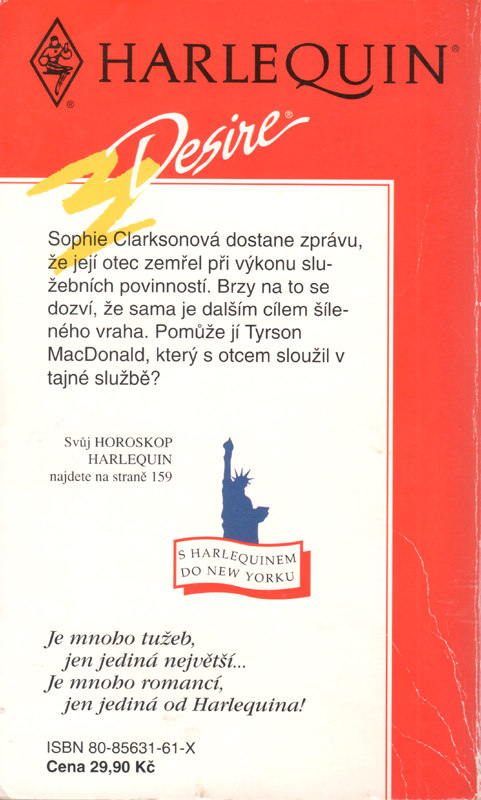 HARLEQUIN®
®
Desire®
Sophie Clarksonová dostane zprávu,
že její otec zemřel při výkonu slu-
žebních povinností. Brzy na to se
dozví, že sama je dalším cílem šíle-
ného vraha. Pomůže jí Tyrson
MacDonald, který s otcem sloužil v
tajné službě?
Svůj HOROSKOP
HARLEQUIN
najdete na straně 159
S HARLEQUINEM
DO NEW YORKU
Je mnoho tužeb,
jen jediná největší...
Je mnoho romancí,
jen jediná od Harlequina!
ISBN 80-85631-61-X
Cena 29,90 Kč